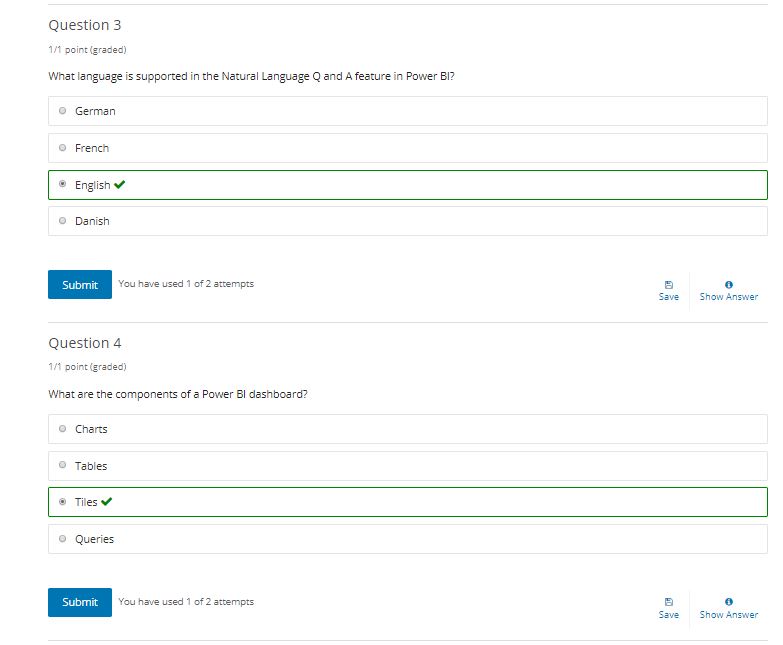 Question 3
1/1 point (graded)
What language is supported in the Natural Language Q and A feature in Power BI?
German
French
English
Danish
Submit You have used 1 of 2 attempts
Save Show Answer
Question 4
1/1 point (graded)
What are the components of a Power BI dashboard?
Charts
Tables
Tiles
Queries
Submit You have used 1 of 2 attempts
Save Show Answer